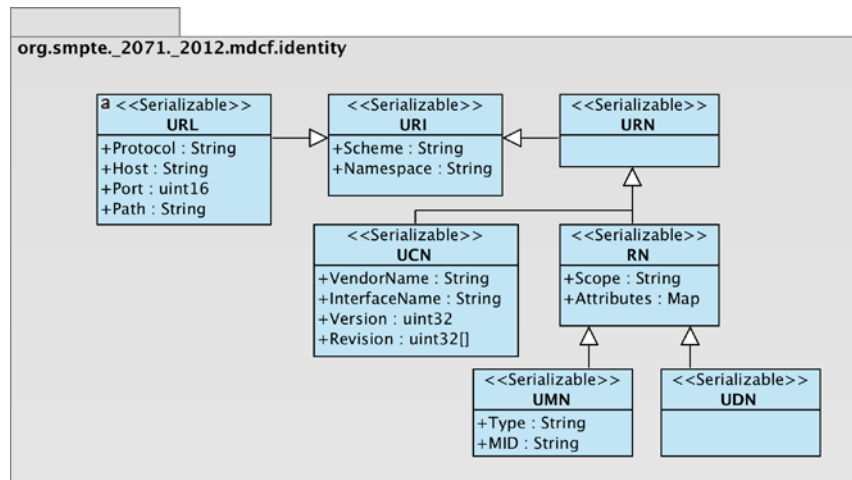 org.smpte._2071._2012.mdcf.identity
a <<Serializable>>
URL
+Protocol : String
+Host : String
+Port : uint16
+Path : String
<<Serializable>>
URI
+Scheme : String
+Namespace : String
<<Serializable>>
URN
<<Serializable>>
UCN
+VendorName : String
+InterfaceName : String
+Version : uint32
+Revision : uint32[]
<<Serializable>>
RN
+Scope : String
+Attributes : Map
<<Serializable>>
UMN
+Type : String
+MID : String
<<Serializable>>
UDN